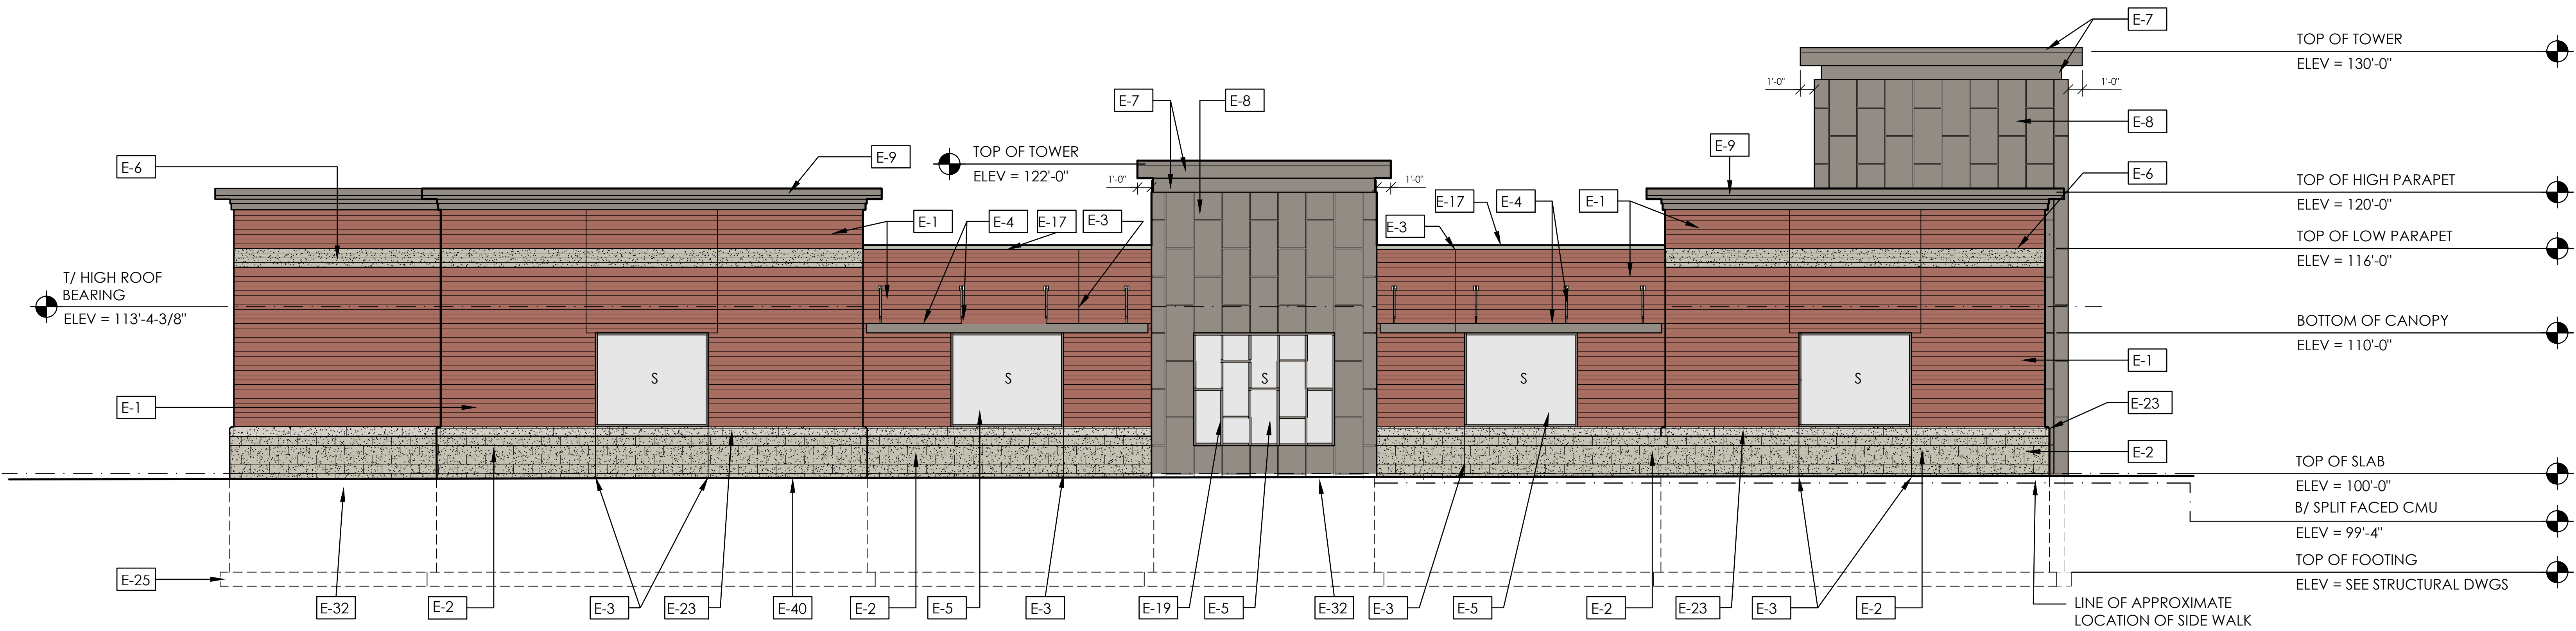 E-7
TOP OF TOWER
ELEV = 130'-0"
1'-0"
1'-0"
E-7
E-8
E-8
E-9
TOP OF TOWER
ELEV = 122'-0"
E-9
E-6
E-6
1'-0"
1'-0"
TOP OF HIGH PARAPET
ELEV = 120'-0"
E-1
E-4
E-17
E-3
E-3
E-17
E-4
E-1
TOP OF LOW PARAPET
ELEV = 116'-0"
T/ HIGH ROOF
BEARING
ELEV = 113'-4-3/8"
BOTTOM OF CANOPY
ELEV = 110'-0"
E-1
S
S
S
S
S
E-1
E-23
E-2
TOP OF SLAB
ELEV = 100'-0"
B/ SPLIT FACED CMU
ELEV = 99'-4"
TOP OF FOOTING
ELEV = SEE STRUCTURAL DWGS
E-25
E-32
E-2
E-3
E-23
E-40
E-2
E-5
E-3
E-19
E-5
E-32
E-3
E-5
E-2
E-23
E-3
E-2
LINE OF APPROXIMATE
LOCATION OF SIDE WALK